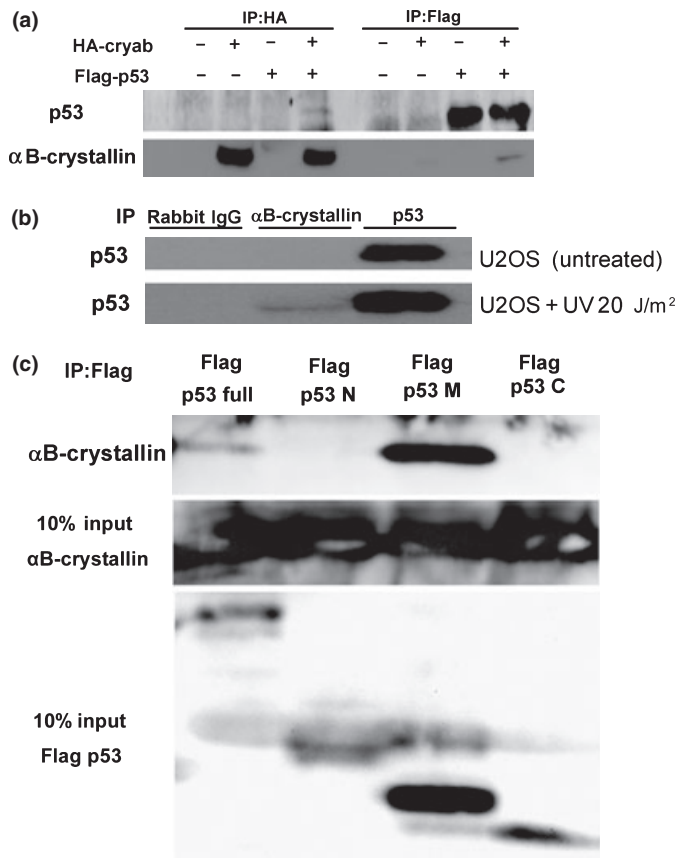 (a) IP:HA IP:Flag
HA-cryab – + – + – + – +
Flag-p53 – – + + – – + +
p53
αB-crystallin
(b) IP Rabbit IgG αB-crystallin p53
p53 U2OS (untreated)
p53 U2OS + UV 20 J/m²
(c) IP:Flag Flag p53 full Flag p53 N Flag p53 M Flag p53 C
αB-crystallin
10% input
αB-crystallin
10% input
Flag p53